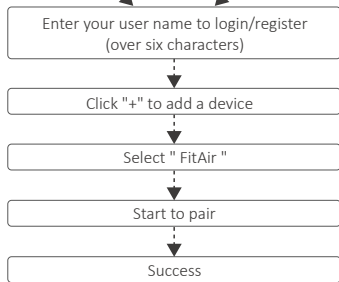 Enter your user name to login/register
(over six characters)
Click "+" to add a device
Select " FitAir "
Start to pair
Success